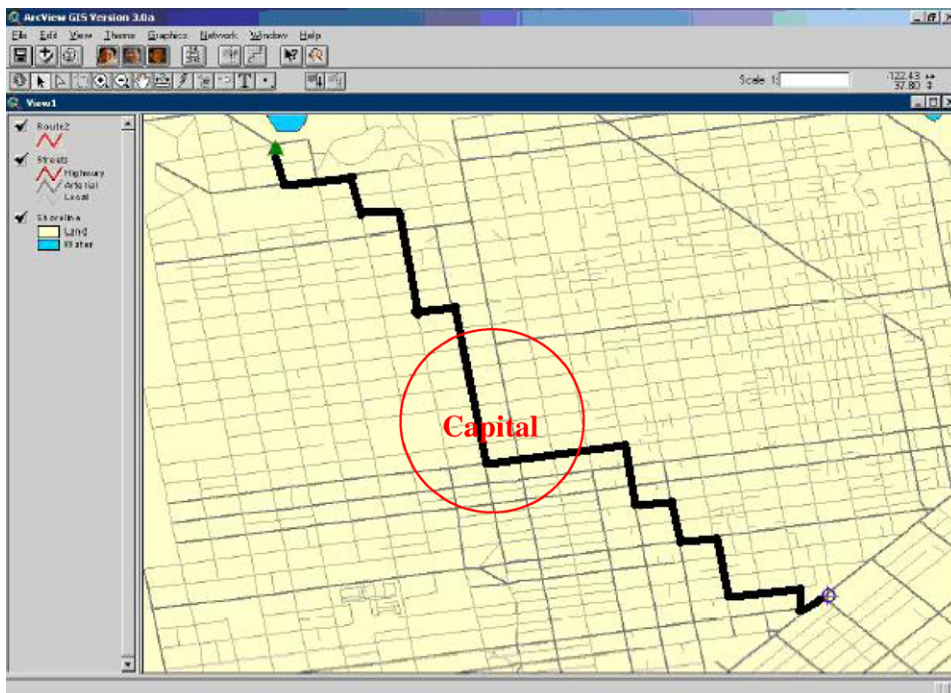 ArcView GIS Version 3.0a
File Edit View Theme Graphics Network Window Help
Scale 1:
-122.43
37.80
View1
Route2
Streets
Highway
Arterial
Local
Shoreline
Land
Water
Capital